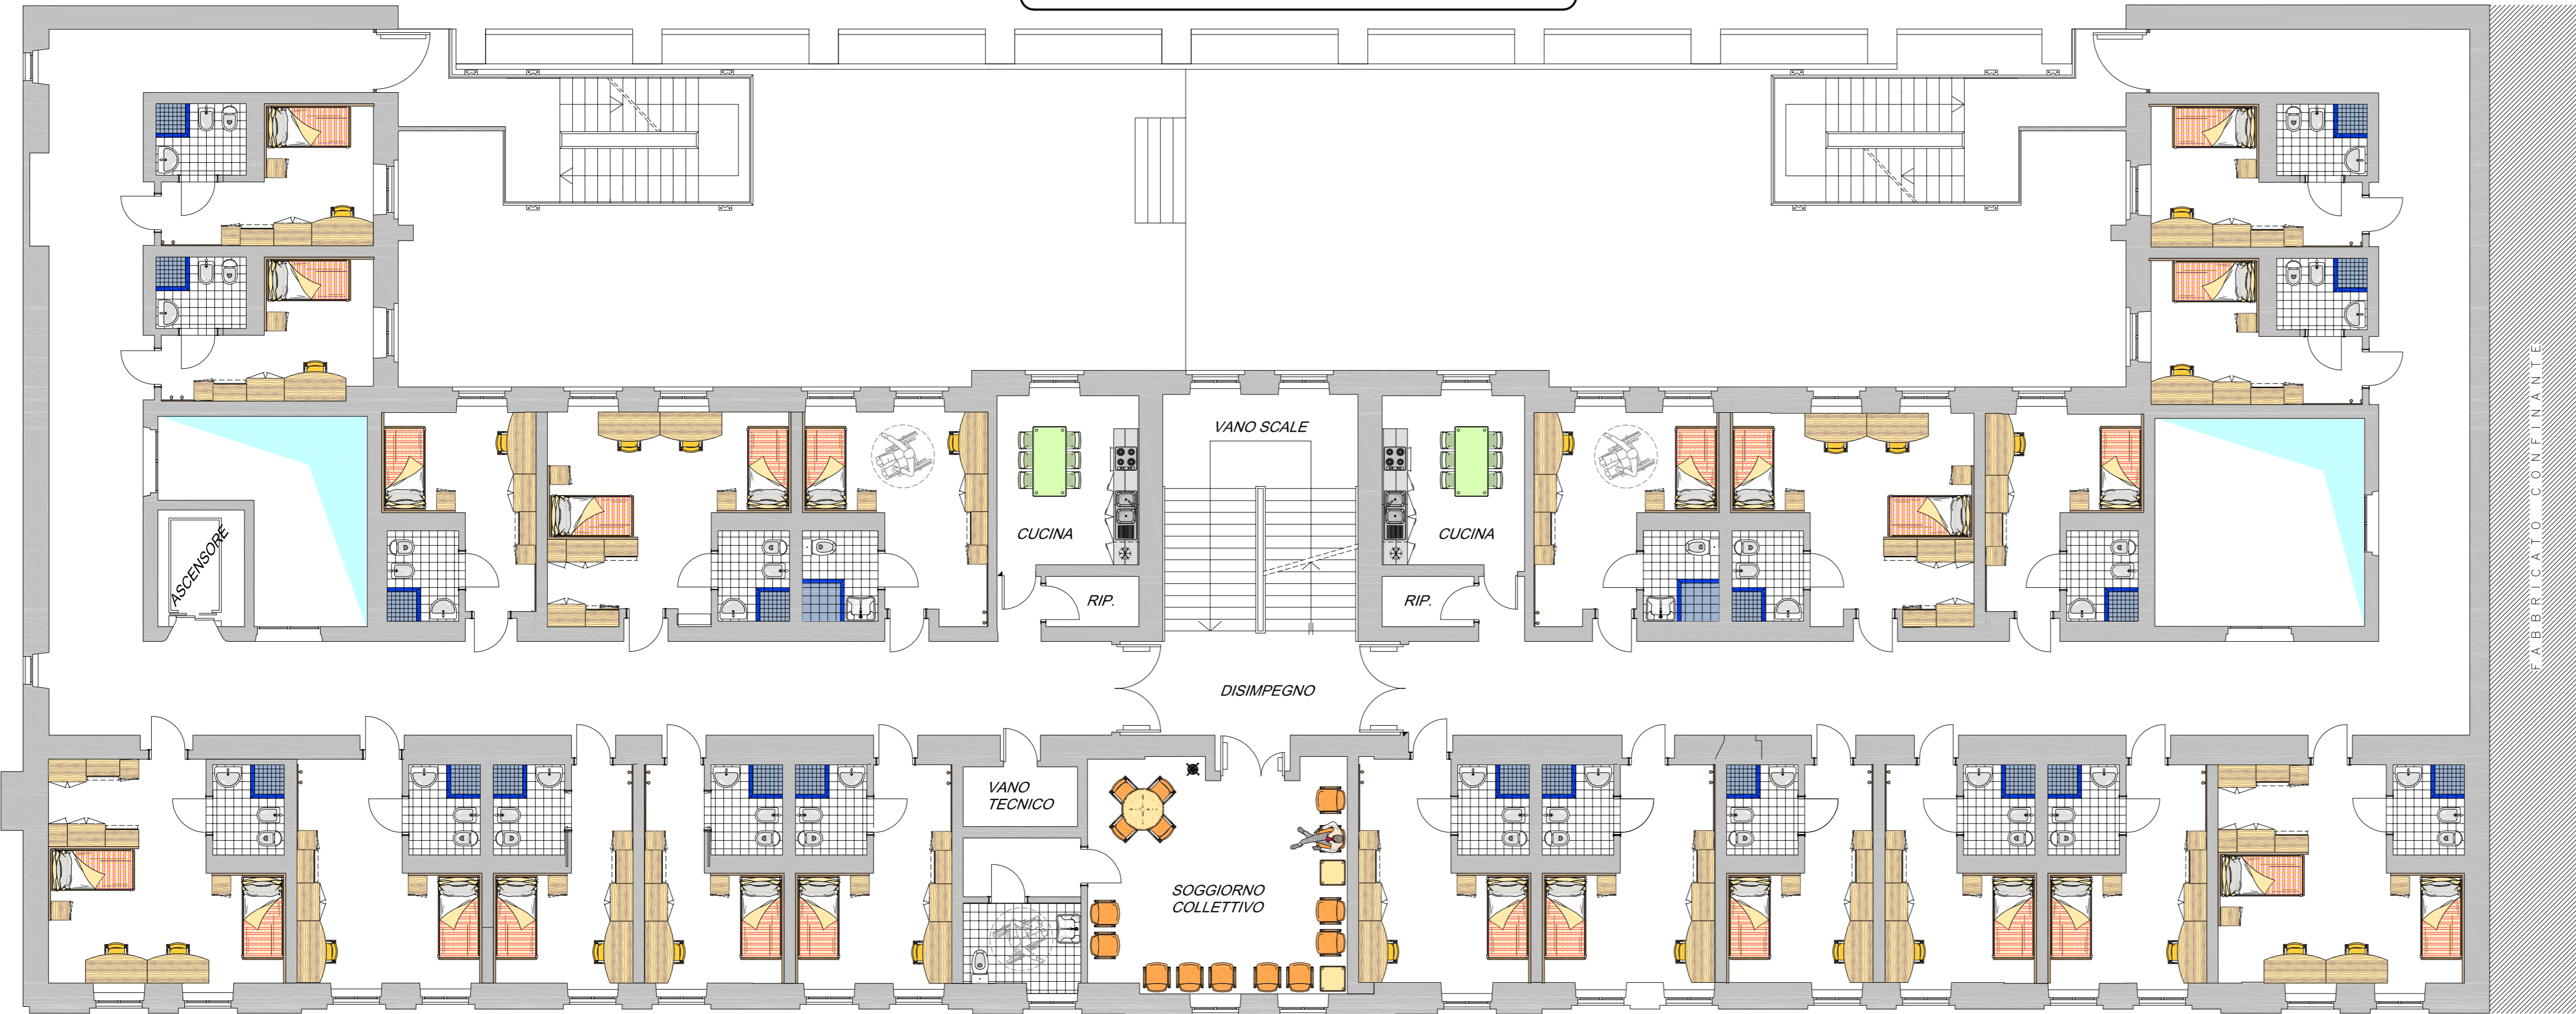 VANO SCALE
CUCINA
CUCINA
ASCENSORE
RIP.
RIP.
DISIMPEGNO
VANO
TECNICO
SOGGIORNO
COLLETTIVO
FABBRICATO CONFINANTE